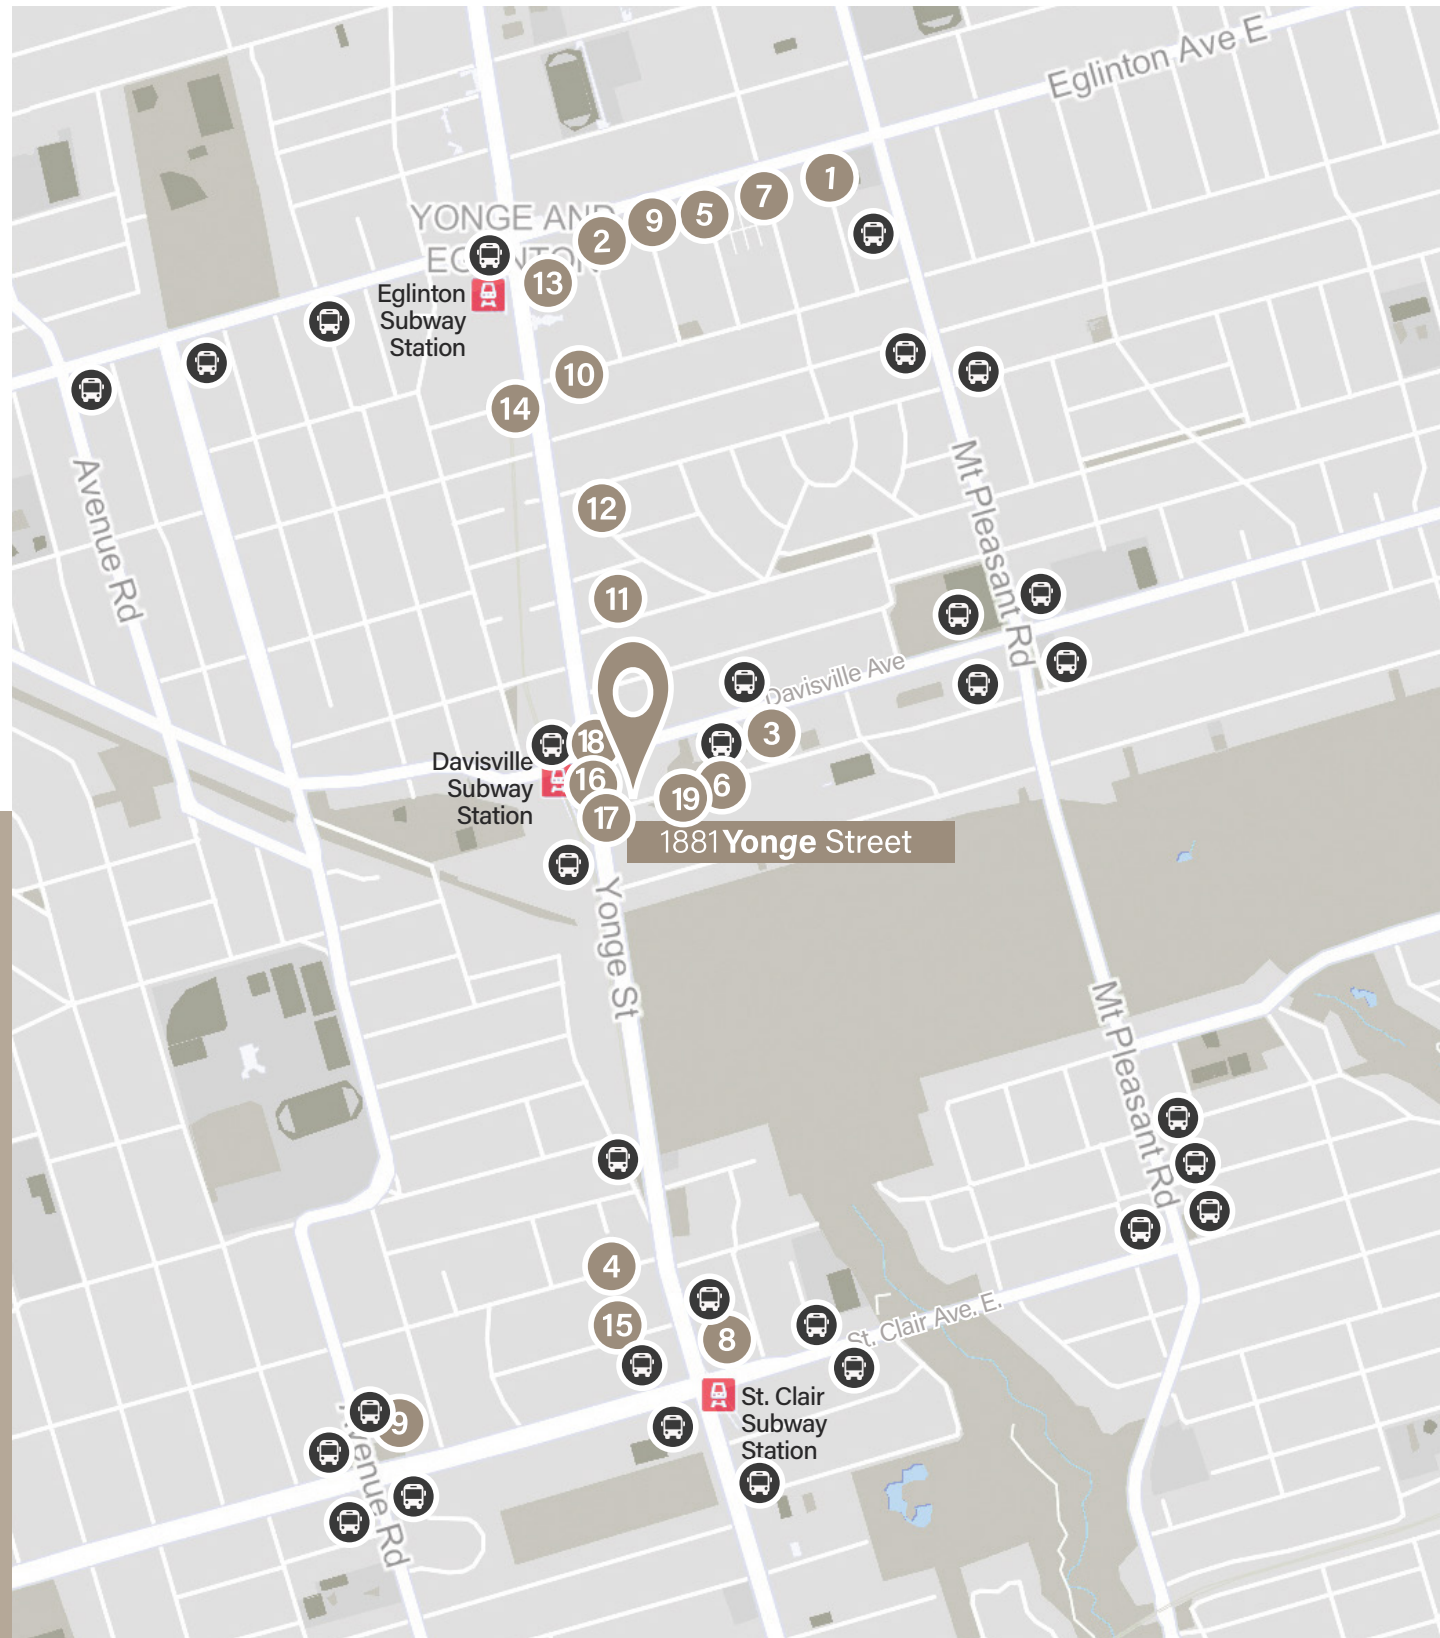 Eglinton Ave E
1
7
5
9
2
YONGE AND
EGLINTON
13
Eglinton
Subway
Station
10
14
Mt Pleasant Rd
Avenue Rd
12
11
Davisville Ave
3
18
Davisville
Subway
Station
16
6
19
17
1881 Yonge Street
Yonge St
Mt Pleasant Rd
4
15
8
St. Clair Ave. E.
St. Clair
Subway
Station
9
Avenue Rd